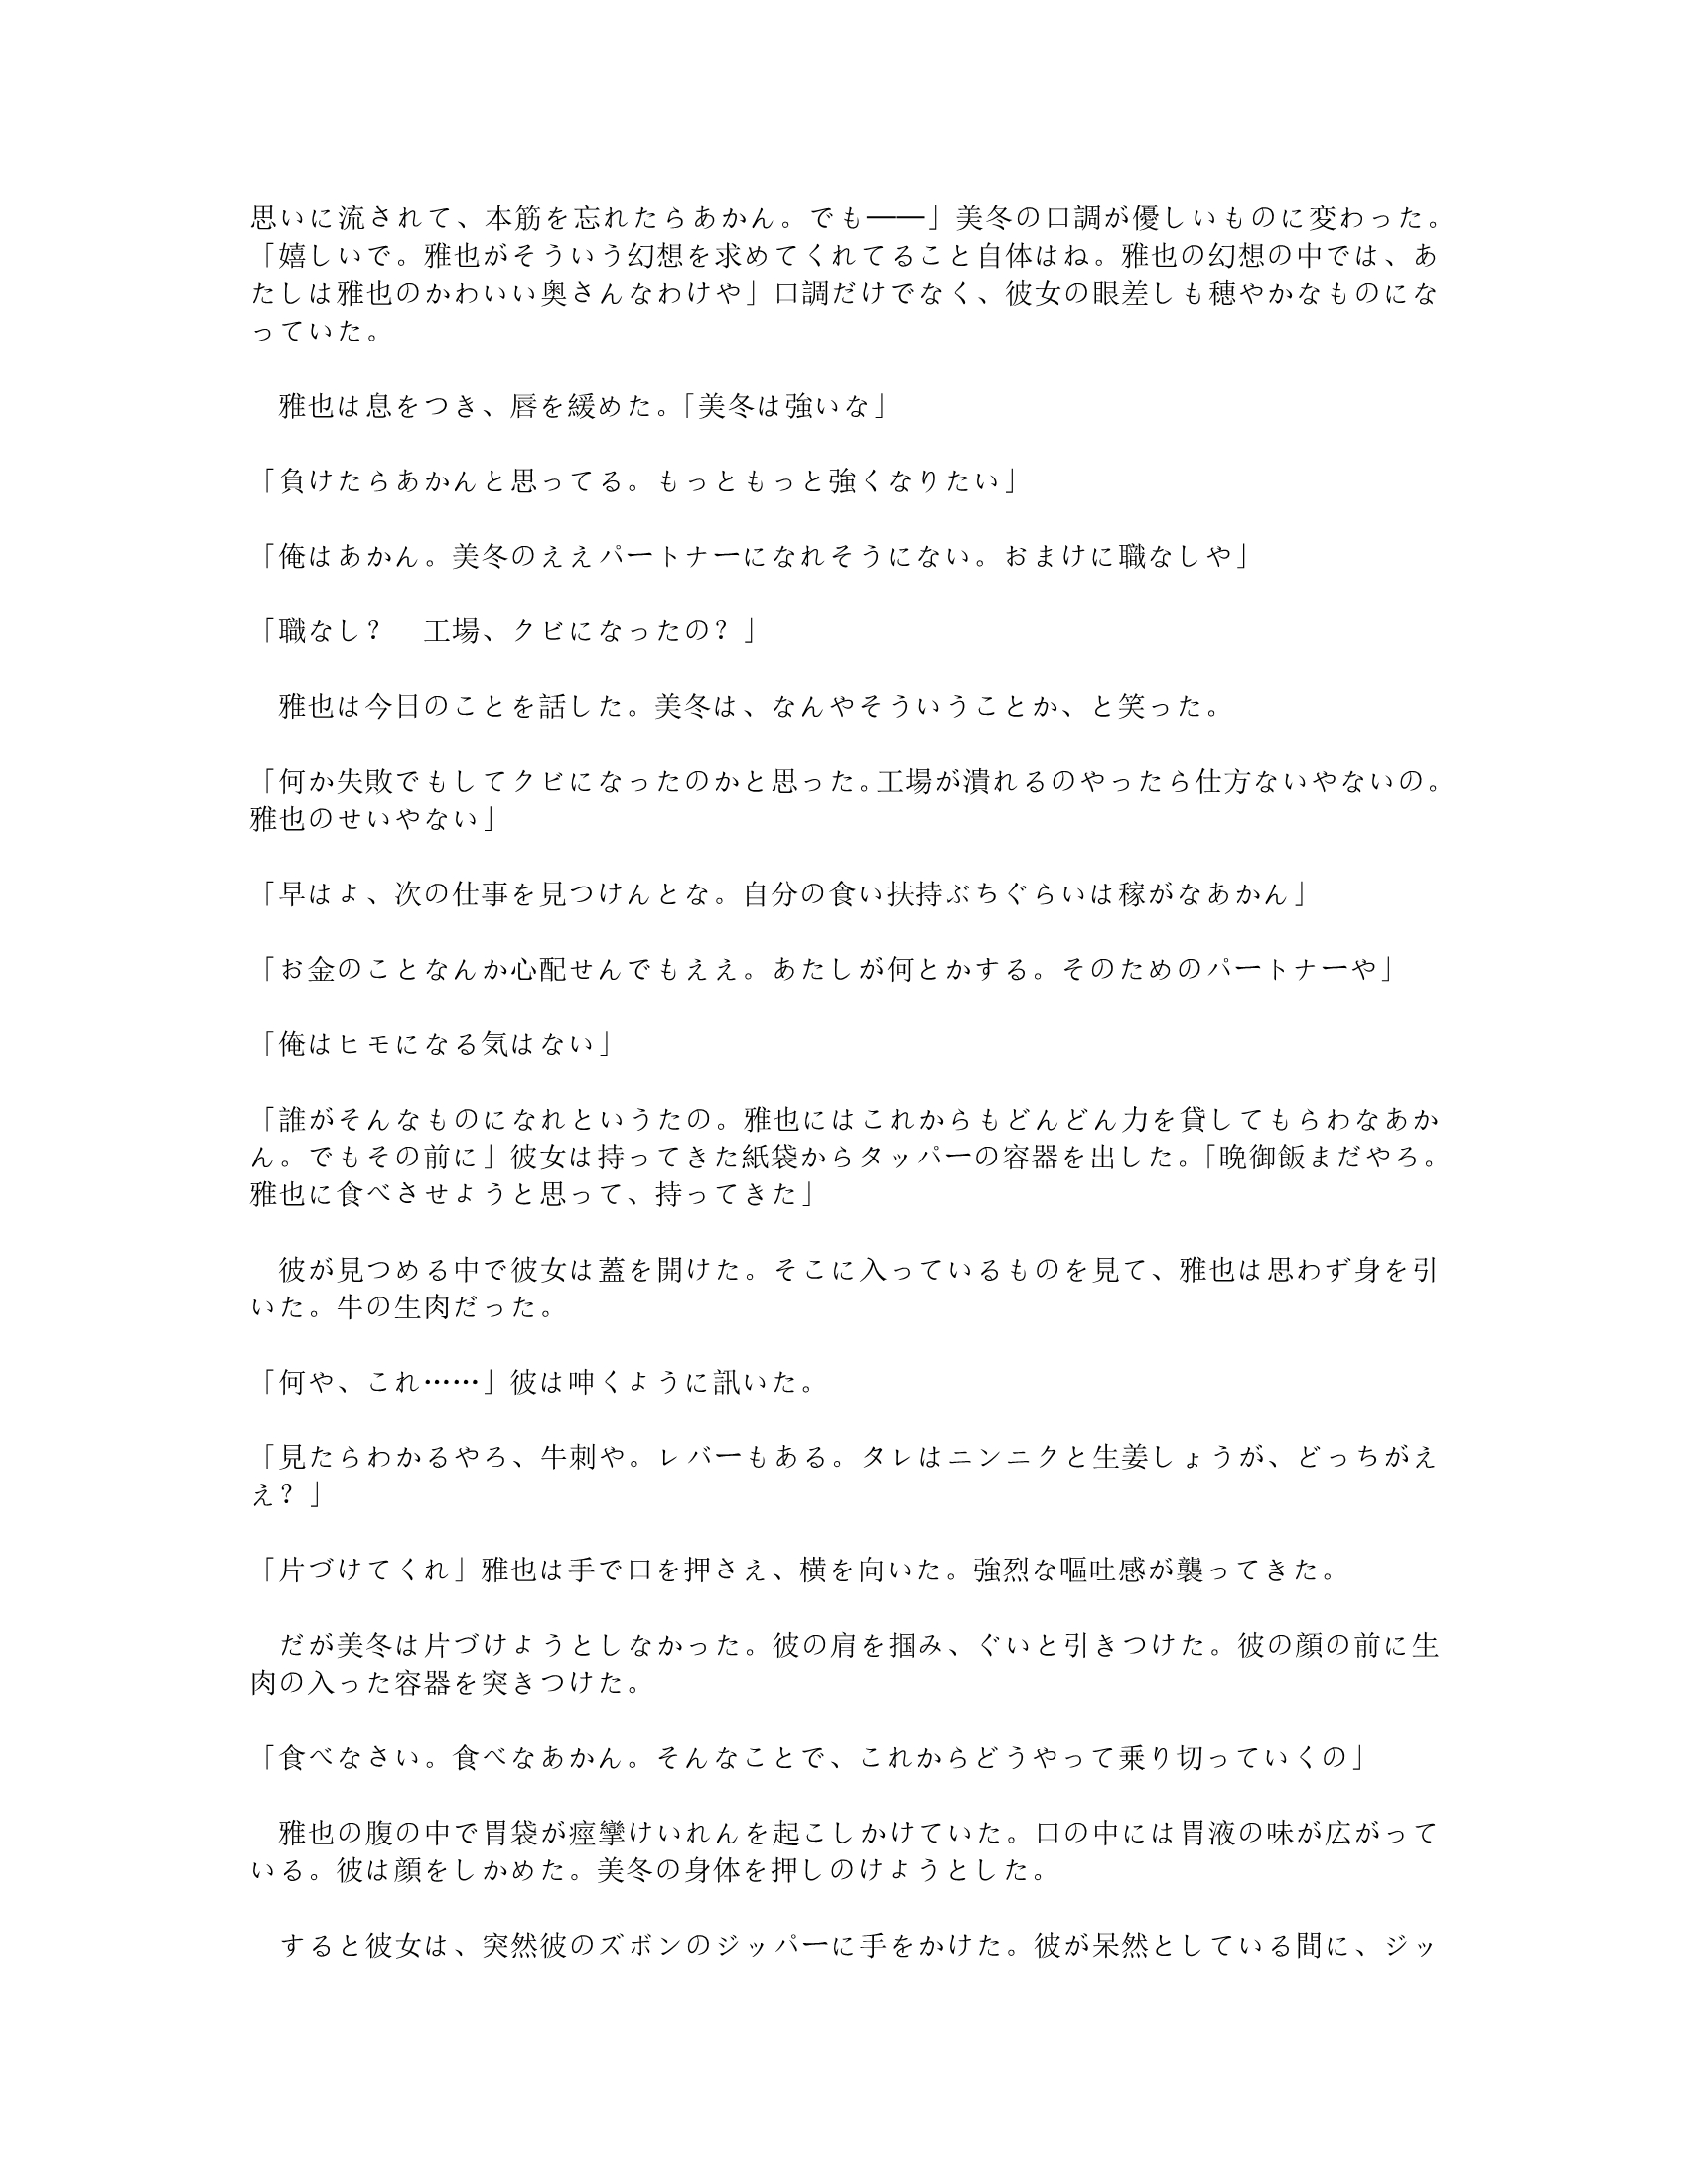 思いに流されて、本筋を忘れたらあかん。でも――」美冬の口調が優しいものに変わった。
「嬉しいで。雅也がそういう幻想を求めてくれてること自体はね。雅也の幻想の中では、あ
たしは雅也のかわいい奥さんなわけや」口調だけでなく、彼女の眼差しも穂やかなものにな
っていた。
　雅也は息をつき、唇を緩めた。「美冬は強いな」
「負けたらあかんと思ってる。もっともっと強くなりたい」
「俺はあかん。美冬のええパートナーになれそうにない。おまけに職なしや」
「職なし？　工場、クビになったの？」
　雅也は今日のことを話した。美冬は、なんやそういうことか、と笑った。
「何か失敗でもしてクビになったのかと思った。工場が潰れるのやったら仕方ないやないの。
雅也のせいやない」
「早はよ、次の仕事を見つけんとな。自分の食い扶持ぶちぐらいは稼がなあかん」
「お金のことなんか心配せんでもええ。あたしが何とかする。そのためのパートナーや」
「俺はヒモになる気はない」
「誰がそんなものになれというたの。雅也にはこれからもどんどん力を貸してもらわなあか
ん。でもその前に」彼女は持ってきた紙袋からタッパーの容器を出した。「晩御飯まだやろ。
雅也に食べさせようと思って、持ってきた」
　彼が見つめる中で彼女は蓋を開けた。そこに入っているものを見て、雅也は思わず身を引
いた。牛の生肉だった。
「何や、これ……」彼は呻くように訊いた。
「見たらわかるやろ、牛刺や。レバーもある。タレはニンニクと生姜しょうが、どっちがえ
え？」
「片づけてくれ」雅也は手で口を押さえ、横を向いた。強烈な嘔吐感が襲ってきた。
　だが美冬は片づけようとしなかった。彼の肩を掴み、ぐいと引きつけた。彼の顔の前に生
肉の入った容器を突きつけた。
「食べなさい。食べなあかん。そんなことで、これからどうやって乗り切っていくの」
　雅也の腹の中で胃袋が痙攣けいれんを起こしかけていた。口の中には胃液の味が広がって
いる。彼は顔をしかめた。美冬の身体を押しのけようとした。
　すると彼女は、突然彼のズボンのジッパーに手をかけた。彼が呆然としている間に、ジッ